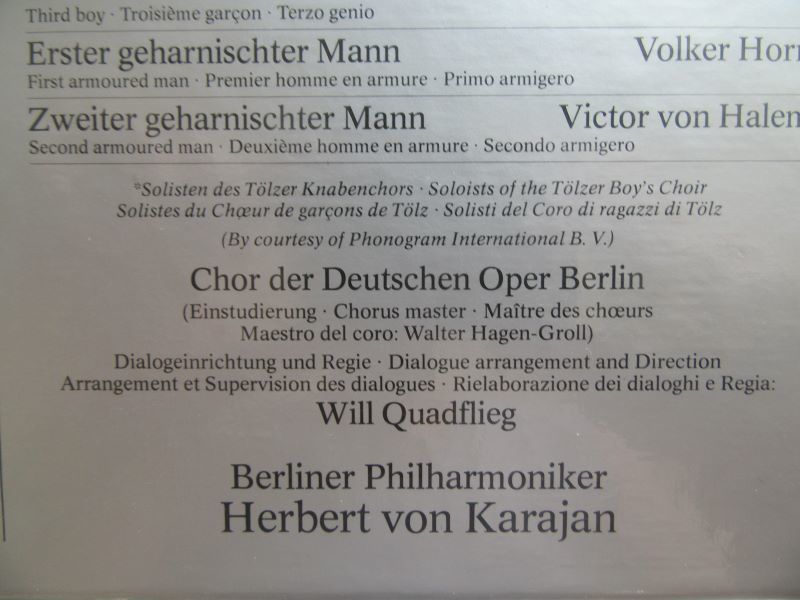 Third boy · Troisième garçon · Terzo genio
Erster geharnischter Mann Volker Horn
First armoured man · Premier homme en armure · Primo armigero
Zweiter geharnischter Mann Victor von Halem
Second armoured man · Deuxième homme en armure · Secondo armigero
*Solisten des Tölzer Knabenchors · Soloists of the Tölzer Boy's Choir
Solistes du Chœur de garçons de Tölz · Solisti del Coro di ragazzi di Tölz
(By courtesy of Phonogram International B. V.)
Chor der Deutschen Oper Berlin
(Einstudierung · Chorus master · Maître des chœurs
Maestro del coro: Walter Hagen-Groll)
Dialogeinrichtung und Regie · Dialogue arrangement and Direction
Arrangement et Supervision des dialogues · Rielaborazione dei dialoghi e Regia:
Will Quadflieg
Berliner Philharmoniker
Herbert von Karajan